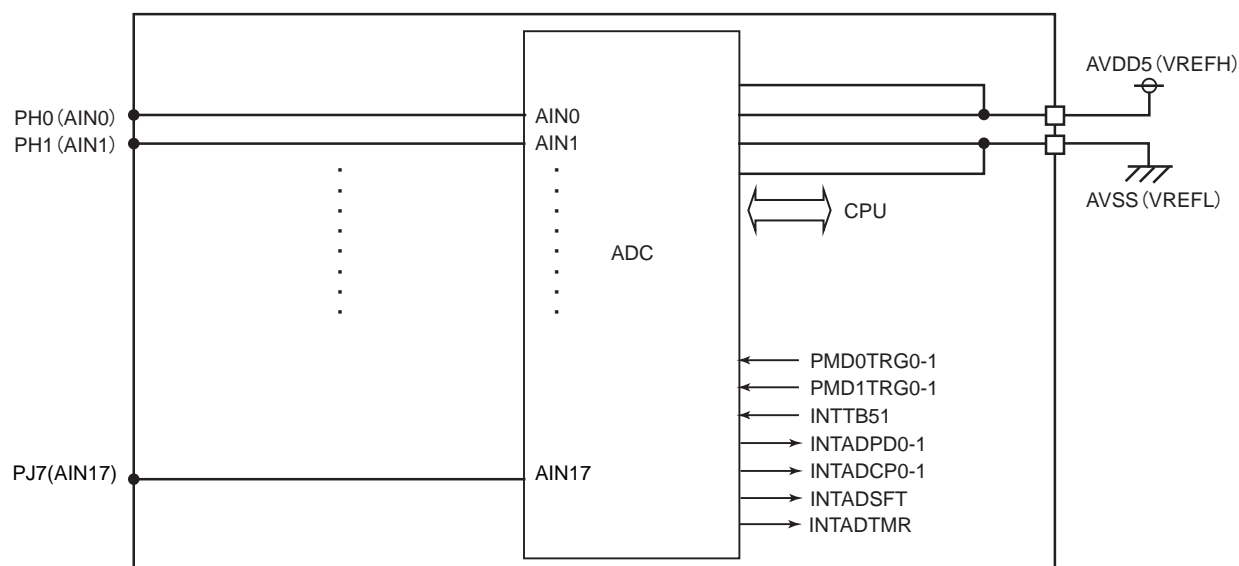 AVDD5(VREFH)
PH0(AIN0)
AIN0
PH1(AIN1)
AIN1
AVSS(VREFL)
CPU
ADC
PMD0TRG0-1
PMD1TRG0-1
INTTB51
INTADPD0-1
PJ7(AIN17)
AIN17
INTADCP0-1
INTADSFT
INTADTMR